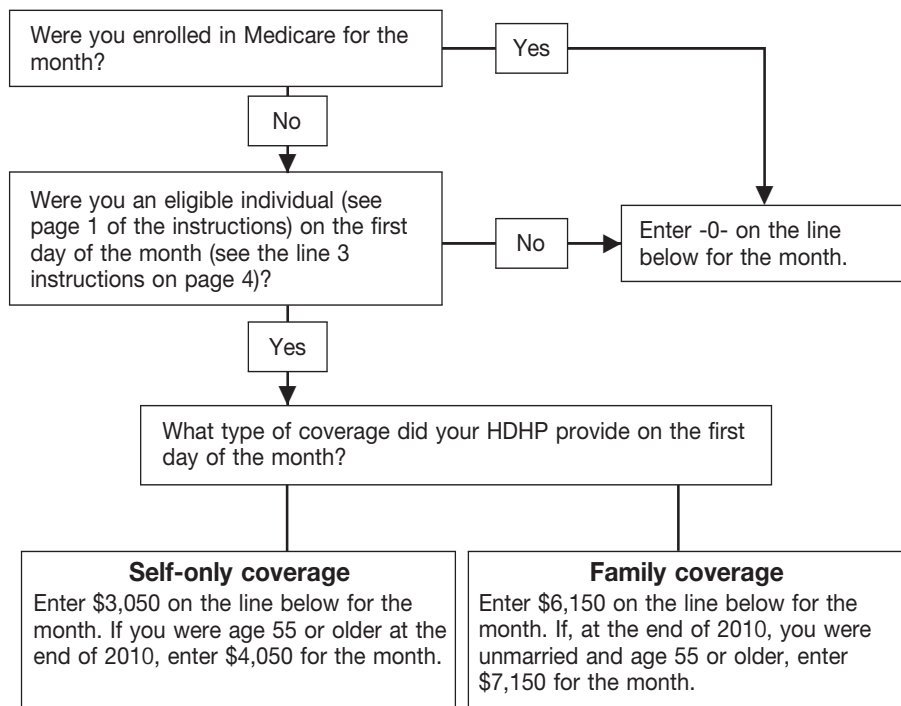 Were you enrolled in Medicare for the
month?
Yes
No
Were you an eligible individual (see
page 1 of the instructions) on the first
day of the month (see the line 3
instructions on page 4)?
No
Enter -0- on the line
below for the month.
Yes
What type of coverage did your HDHP provide on the first
day of the month?
Self-only coverage
Enter $3,050 on the line below for the
month. If you were age 55 or older at the
end of 2010, enter $4,050 for the month.
Family coverage
Enter $6,150 on the line below for the
month. If, at the end of 2010, you were
unmarried and age 55 or older, enter
$7,150 for the month.